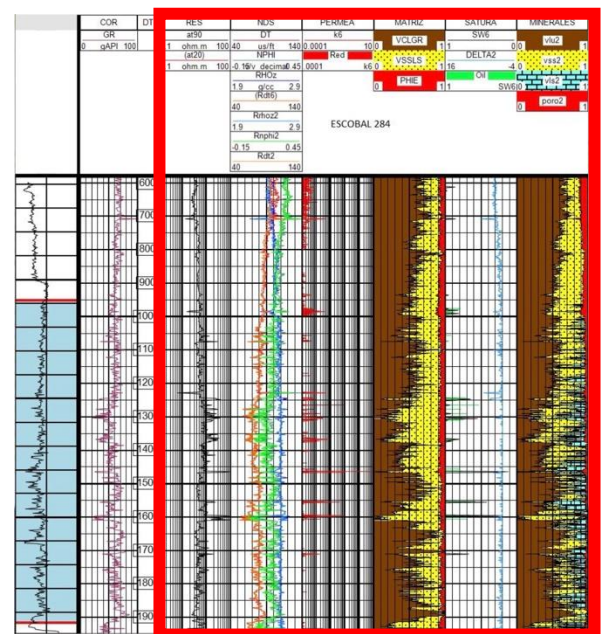 COR DT RES NDS PERMEA MATRIZ SATURA MINERALES
GR at90 DT k6 VCLGR SW6 vlu2
0 gAPI 100 1 ohm.m 100 40 us/ft 140 0.0001 10 0 1 1 0 0 1
(at20) NPHI Red VSSLS DELTA2 vss2
1 ohm.m 100 -0.15 v decimal 0.45 .0001 k6 0 1 16 -4 0 1
RHOz PHIE Oil vls2
1.9 g/cc 2.9 0 1 1 SW6 0 1
(Rdt6) poro2
40 140 0 1
Rrhoz2
1.9 2.9
ESCOBAL 284
Rnphi2
-0.15 0.45
Rdt2
40 140
600
700
800
900
100
110
120
130
140
150
160
170
180
190